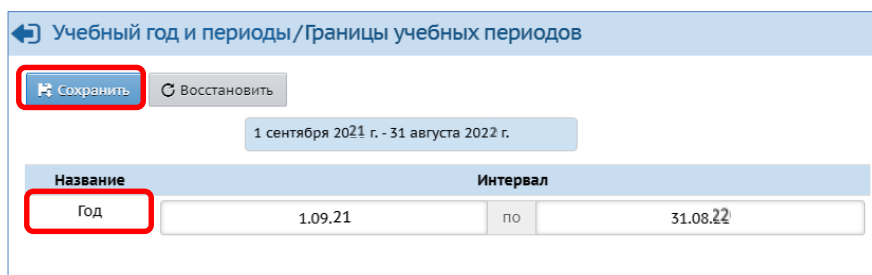 Учебный год и периоды/Границы учебных периодов
Сохранить Восстановить
1 сентября 2021 г. - 31 августа 2022 г.
Название Интервал
Год 1.09.21 по 31.08.22